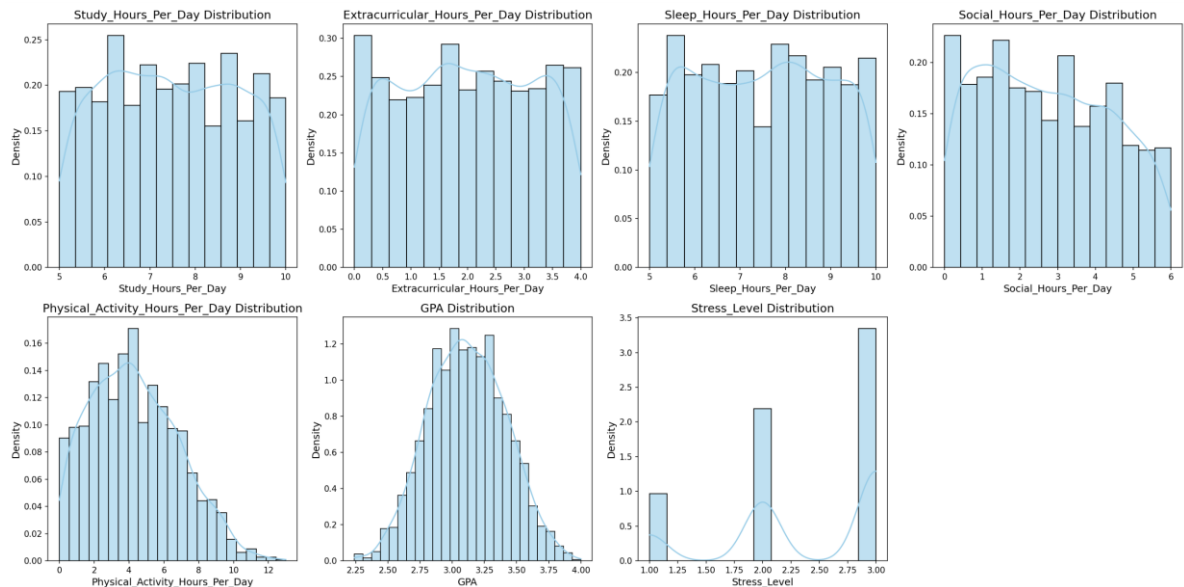 Study_Hours_Per_Day Distribution
Density
0.25
0.20
0.15
0.10
0.05
0.00
5 6 7 8 9 10
Study_Hours_Per_Day
Extracurricular_Hours_Per_Day Distribution
Density
0.30
0.25
0.20
0.15
0.10
0.05
0.00
0.0 0.5 1.0 1.5 2.0 2.5 3.0 3.5 4.0
Extracurricular_Hours_Per_Day
Sleep_Hours_Per_Day Distribution
Density
0.20
0.15
0.10
0.05
0.00
5 6 7 8 9 10
Sleep_Hours_Per_Day
Social_Hours_Per_Day Distribution
Density
0.20
0.15
0.10
0.05
0.00
0 1 2 3 4 5 6
Social_Hours_Per_Day
Physical_Activity_Hours_Per_Day Distribution
Density
0.16
0.14
0.12
0.10
0.08
0.06
0.04
0.02
0.00
0 2 4 6 8 10 12
Physical_Activity_Hours_Per_Day
GPA Distribution
Density
1.2
1.0
0.8
0.6
0.4
0.2
0.0
2.25 2.50 2.75 3.00 3.25 3.50 3.75 4.00
GPA
Stress_Level Distribution
Density
3.5
3.0
2.5
2.0
1.5
1.0
0.5
0.0
1.00 1.25 1.50 1.75 2.00 2.25 2.50 2.75 3.00
Stress_Level